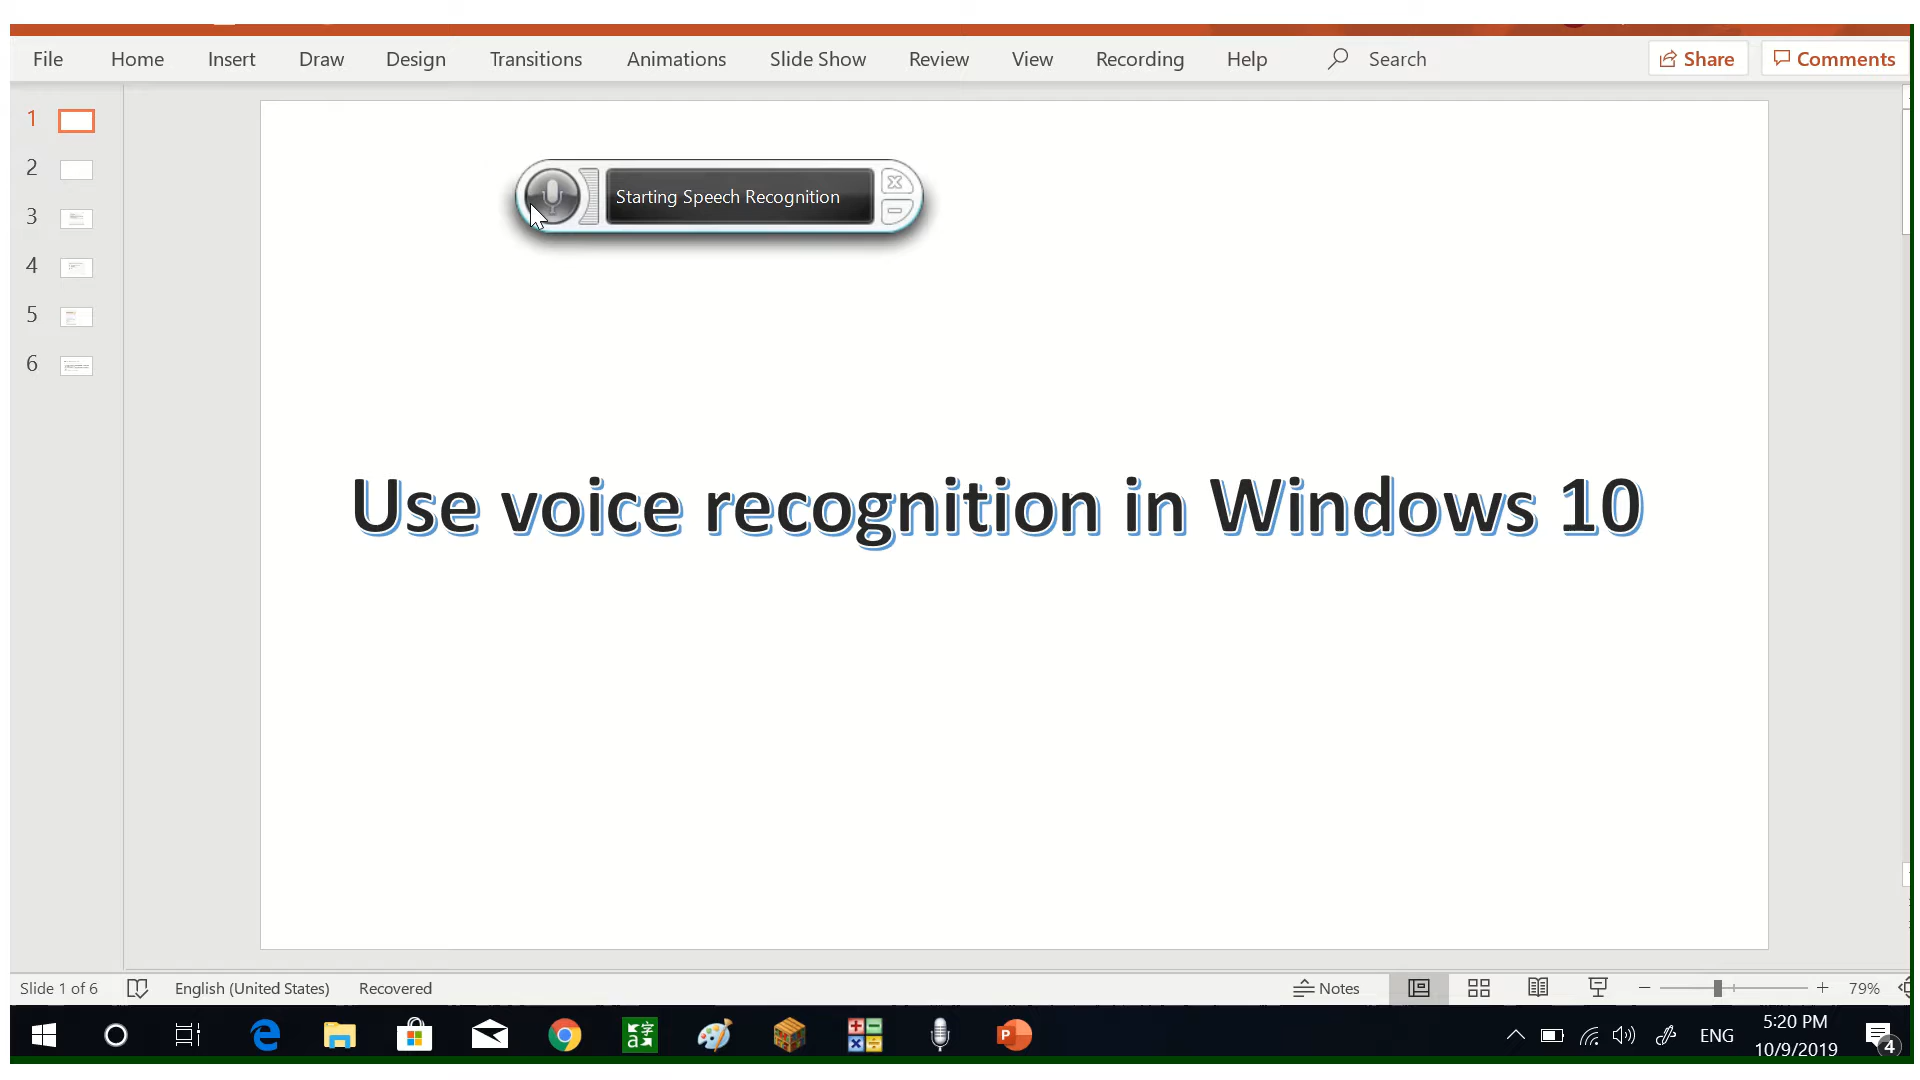 File Home Insert Draw Design Transitions Animations Slide Show Review View Recording Help Search Share Comments
1
2
3
4
5
6
Starting Speech Recognition
Use voice recognition in Windows 10
Slide 1 of 6 English (United States) Recovered Notes 79%
ENG 5:20 PM
10/9/2019 4